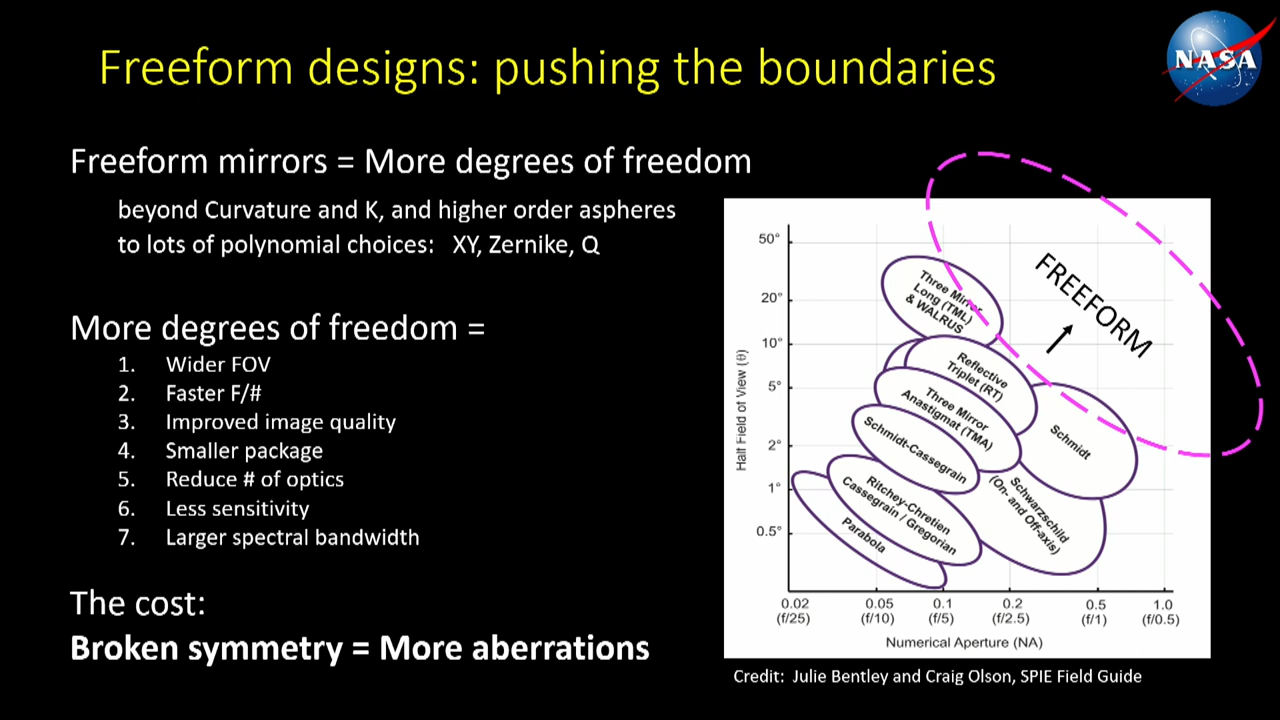 Freeform designs: pushing the boundaries
NASA
Freeform mirrors = More degrees of freedom
beyond Curvature and K, and higher order aspheres
to lots of polynomial choices: XY, Zernike, Q
More degrees of freedom =
1. Wider FOV
2. Faster F/#
3. Improved image quality
4. Smaller package
5. Reduce # of optics
6. Less sensitivity
7. Larger spectral bandwidth
The cost:
Broken symmetry = More aberrations
Half Field of View (θ)
50°
20°
10°
5°
2°
1°
0.5°
Three Mirror
Long (TML)
& WALRUS
FREEFORM
Reflective
Triplet (RT)
Three Mirror
Anastigmat (TMA)
Schmidt
Schmidt-Cassegrain
Schwarzschild
(On- and Off-axis)
Ritchey-Chretien
Cassegrain / Gregorian
Parabola
0.02 0.05 0.1 0.2 0.5 1.0
(f/25) (f/10) (f/5) (f/2.5) (f/1) (f/0.5)
Numerical Aperture (NA)
Credit: Julie Bentley and Craig Olson, SPIE Field Guide